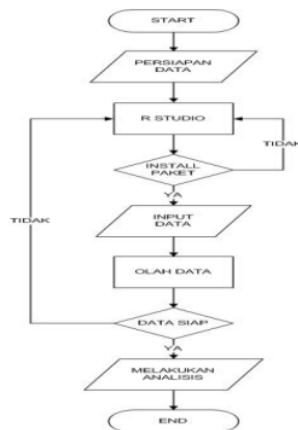 START
PERSIAPAN
DATA
R STUDIO
TIDAK
INSTALL
PAKET
YA
TIDAK
INPUT
DATA
OLAH DATA
DATA SIAP
YA
MELAKUKAN
ANALISIS
END